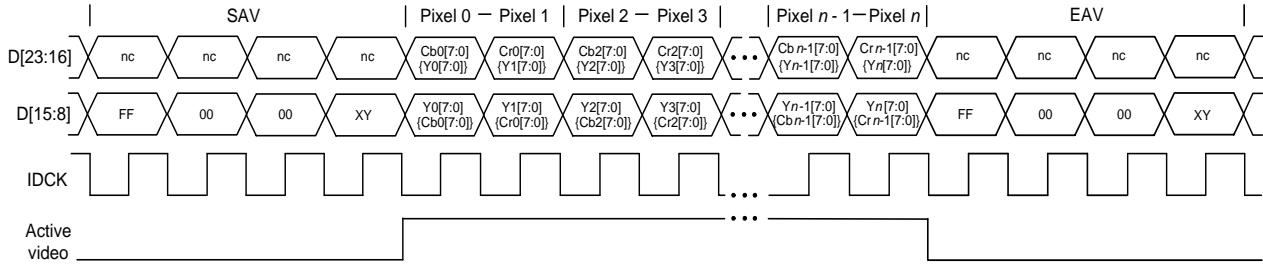 SAV Pixel 0 — Pixel 1 Pixel 2 — Pixel 3 Pixel n - 1 — Pixel n EAV
D[23:16] nc nc nc nc Cb0[7:0] Cr0[7:0] Cb2[7:0] Cr2[7:0] ••• Cb n-1[7:0] Cr n-1[7:0] nc nc nc nc
{Y0[7:0]} {Y1[7:0]} {Y2[7:0]} {Y3[7:0]} {Yn-1[7:0]} {Yn[7:0]}
D[15:8] FF 00 00 XY Y0[7:0] Y1[7:0] Y2[7:0] Y3[7:0] ••• Yn-1[7:0] Yn[7:0] FF 00 00 XY
{Cb0[7:0]} {Cr0[7:0]} {Cb2[7:0]} {Cr2[7:0]} {Cbn-1[7:0]} {Cr n-1[7:0]}
IDCK •••
Active •••
video